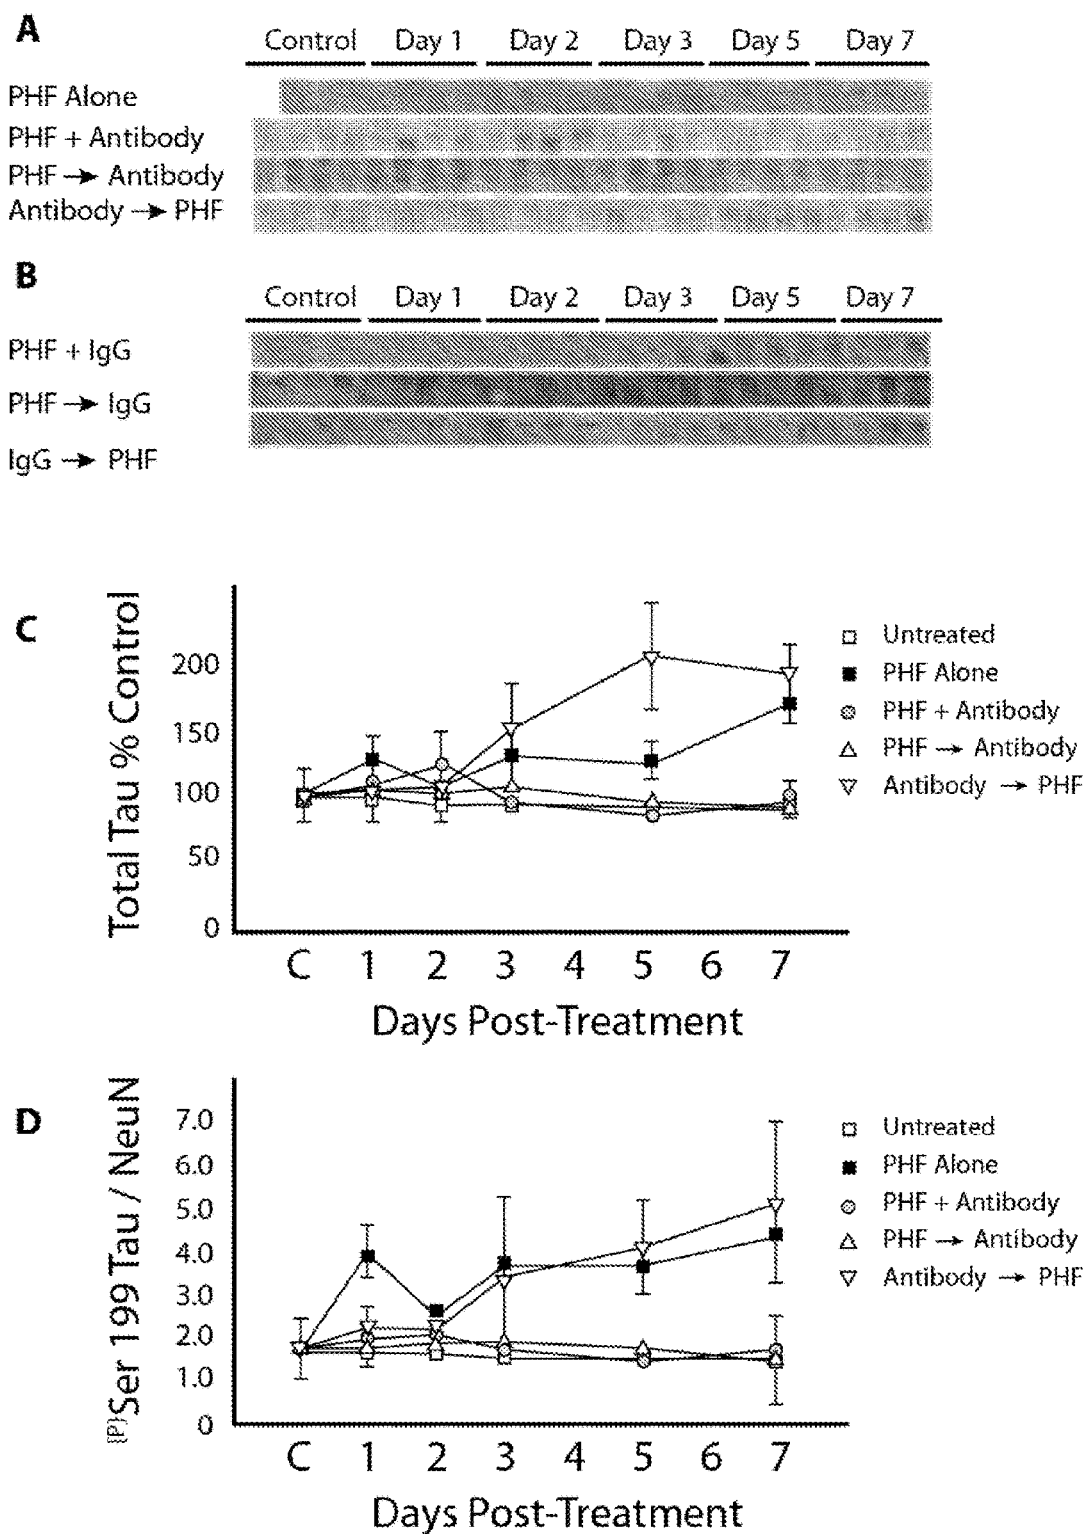 A
Control Day 1 Day 2 Day 3 Day 5 Day 7
PHF Alone
PHF + Antibody
PHF → Antibody
Antibody → PHF
B
Control Day 1 Day 2 Day 3 Day 5 Day 7
PHF + IgG
PHF → IgG
IgG → PHF
C
Total Tau % Control
200
150
100
50
0
C 1 2 3 4 5 6 7
Days Post-Treatment
Untreated
PHF Alone
PHF + Antibody
PHF → Antibody
Antibody → PHF
D
[P]Ser 199 Tau / NeuN
7.0
6.0
5.0
4.0
3.0
2.0
1.0
0
C 1 2 3 4 5 6 7
Days Post-Treatment
Untreated
PHF Alone
PHF + Antibody
PHF → Antibody
Antibody → PHF